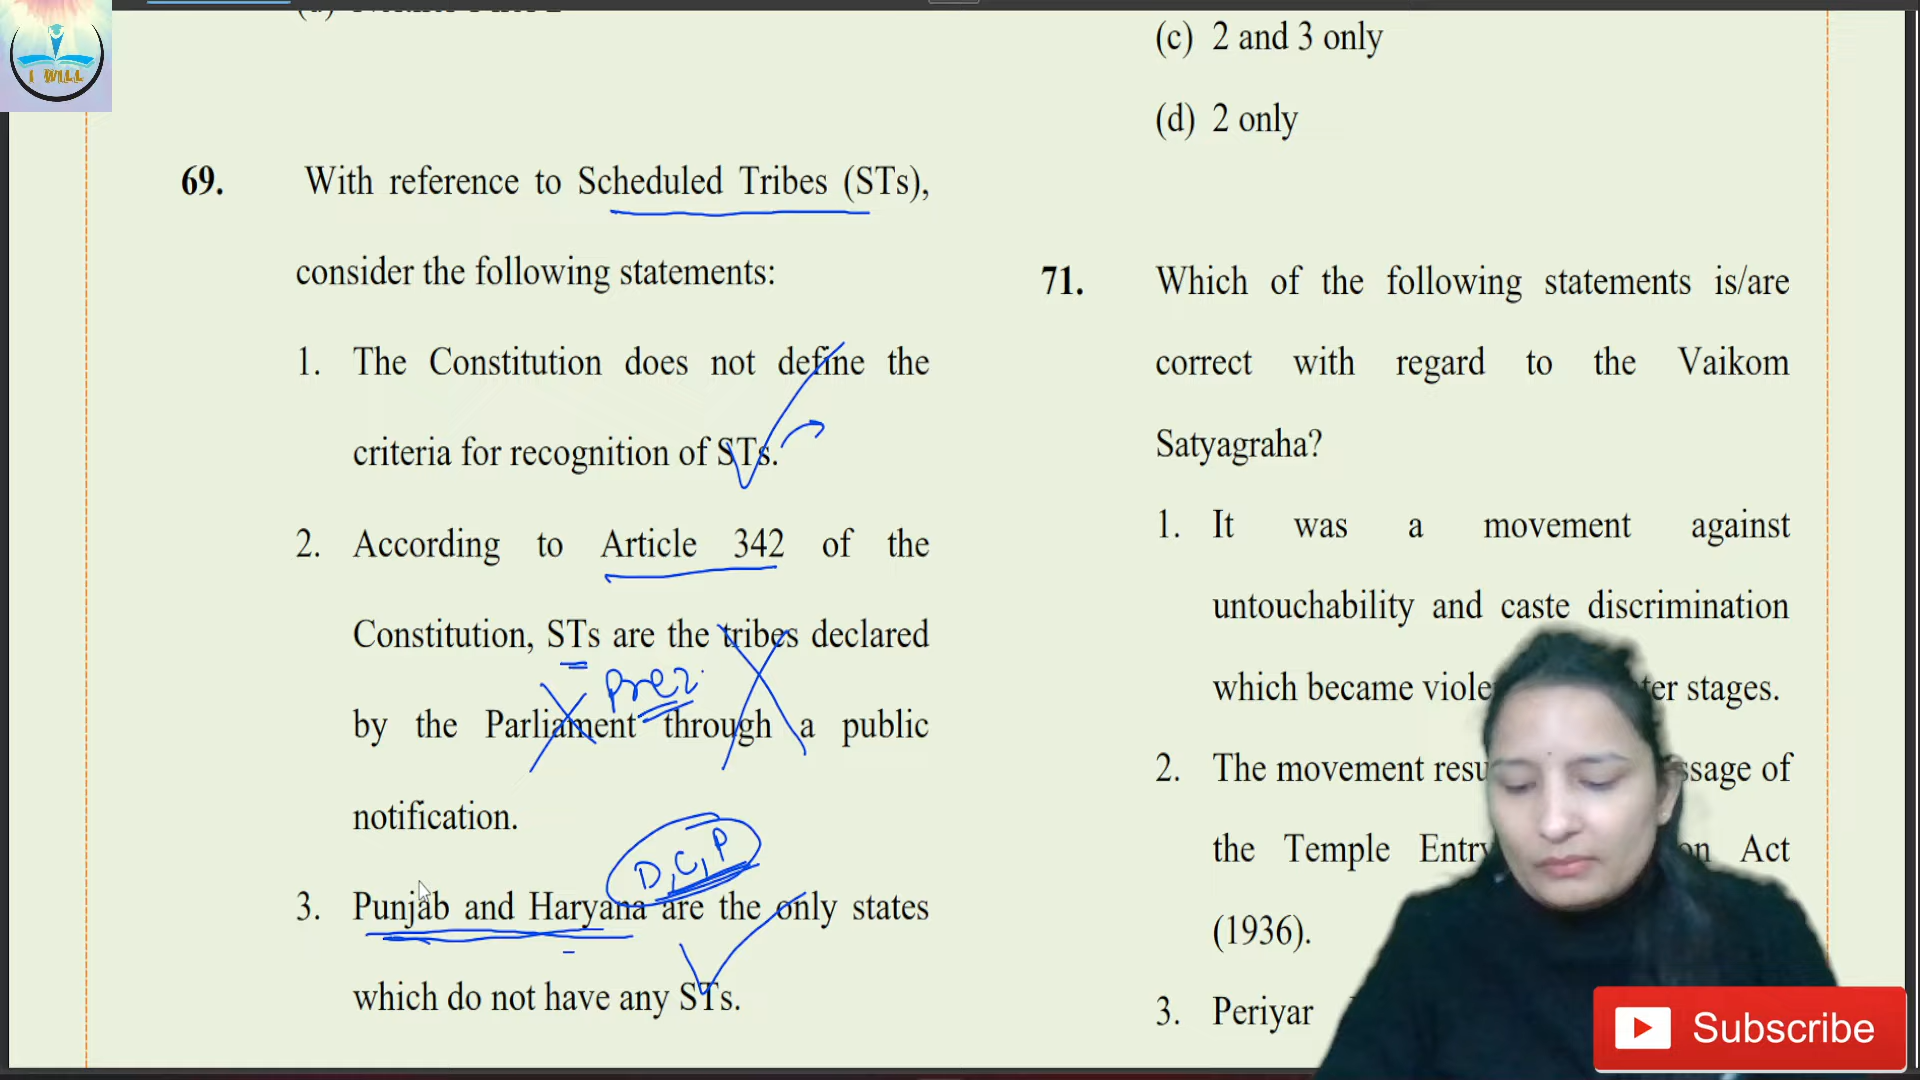 I WILL
69. With reference to Scheduled Tribes (STs),
consider the following statements:
1. The Constitution does not define the
criteria for recognition of STs.
2. According to Article 342 of the
Constitution, STs are the tribes declared
Prez.
by the Parliament through a public
notification.
D, C, P
3. Punjab and Haryana are the only states
which do not have any STs.
(c) 2 and 3 only
(d) 2 only
71. Which of the following statements is/are
correct with regard to the Vaikom
Satyagraha?
1. It was a movement against
untouchability and caste discrimination
which became stages.
2. The movement of
the Temple Act
(1936).
3. Periyar
Subscribe